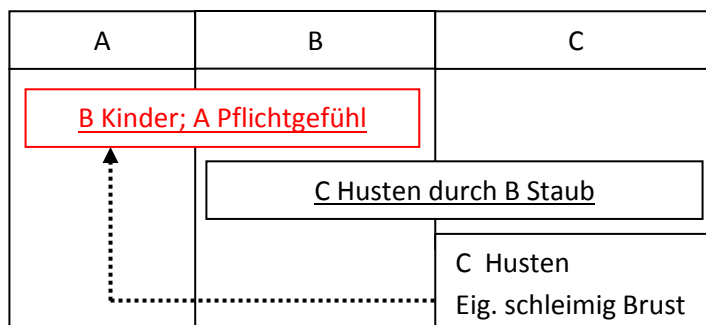 A B C
B Kinder; A Pflichtgefühl
C Husten durch B Staub
C Husten
Eig. schleimig Brust